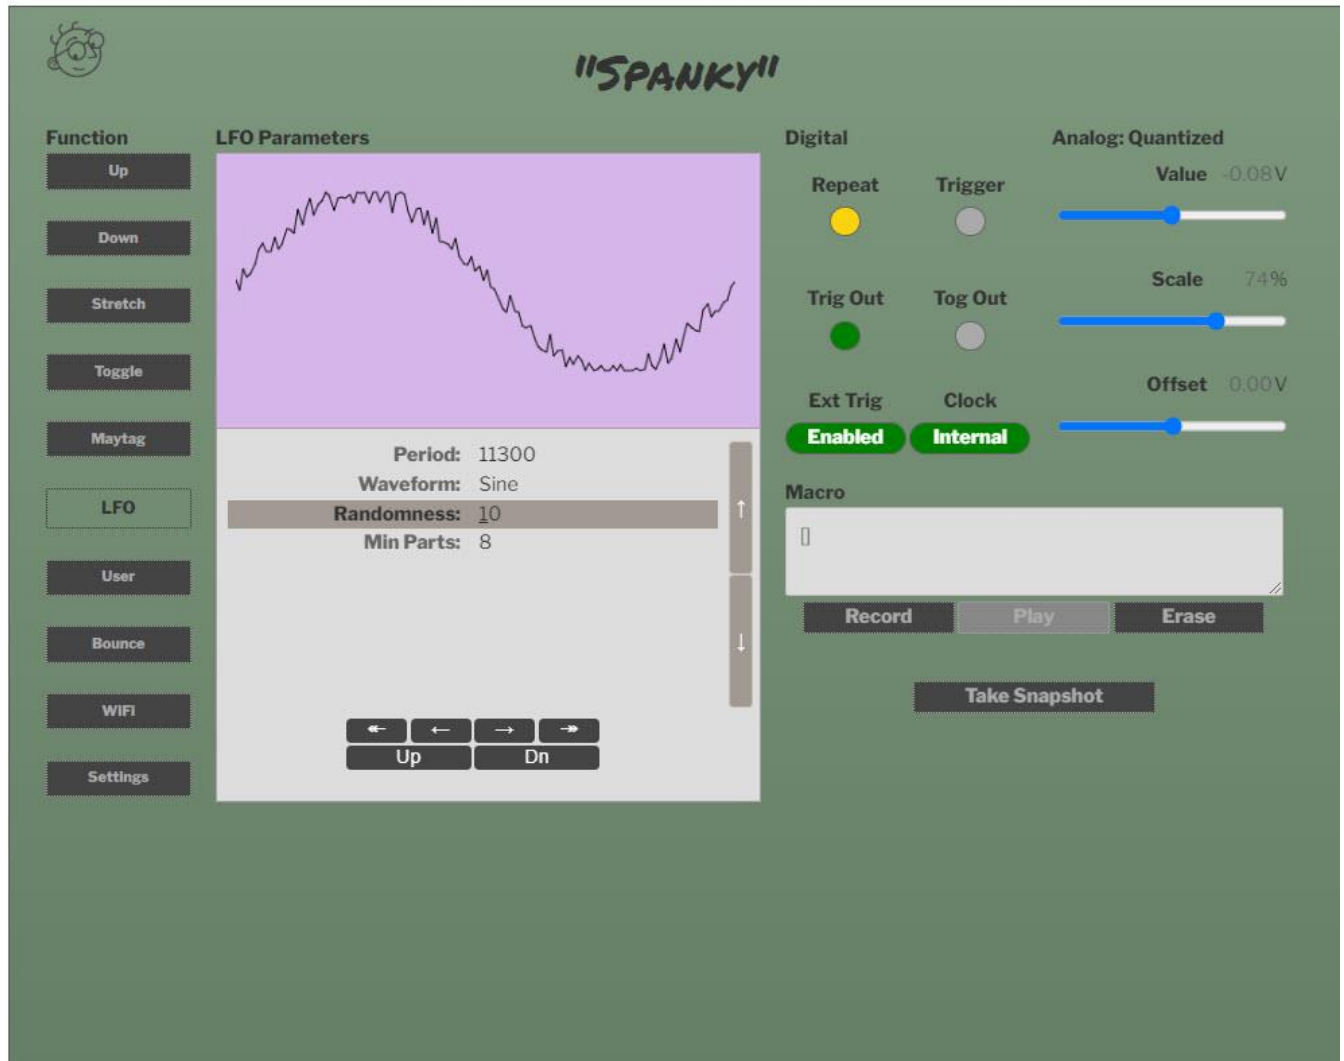 "SPANKY"
Function
Up
Down
Stretch
Toggle
Maytag
LFO
User
Bounce
WIFI
Settings
LFO Parameters
Period: 11300
Waveform: Sine
Randomness: 10
Min Parts: 8
↑
↓
↞ ← → ↠
Up Dn
Digital
Repeat Trigger
Trig Out Tog Out
Ext Trig Clock
Enabled Internal
Analog: Quantized
Value -0.08V
Scale 74%
Offset 0.00V
Macro
[]
Record Play Erase
Take Snapshot